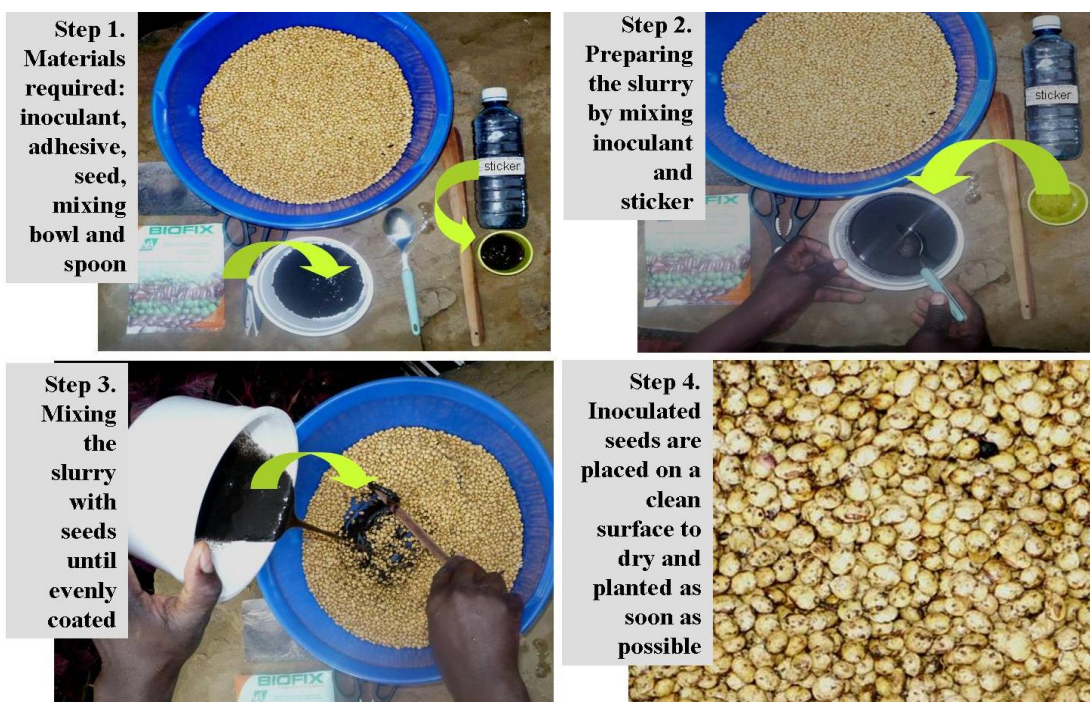 Step 1.
Materials
required:
inoculant,
adhesive,
seed,
mixing
bowl and
spoon
BIOFIX
sticker
Step 2.
Preparing
the slurry
by mixing
inoculant
and
sticker
sticker
BIOFIX
Step 3.
Mixing
the
slurry
with
seeds
until
evenly
coated
BIOFIX
Step 4.
Inoculated
seeds are
placed on a
clean
surface to
dry and
planted as
soon as
possible